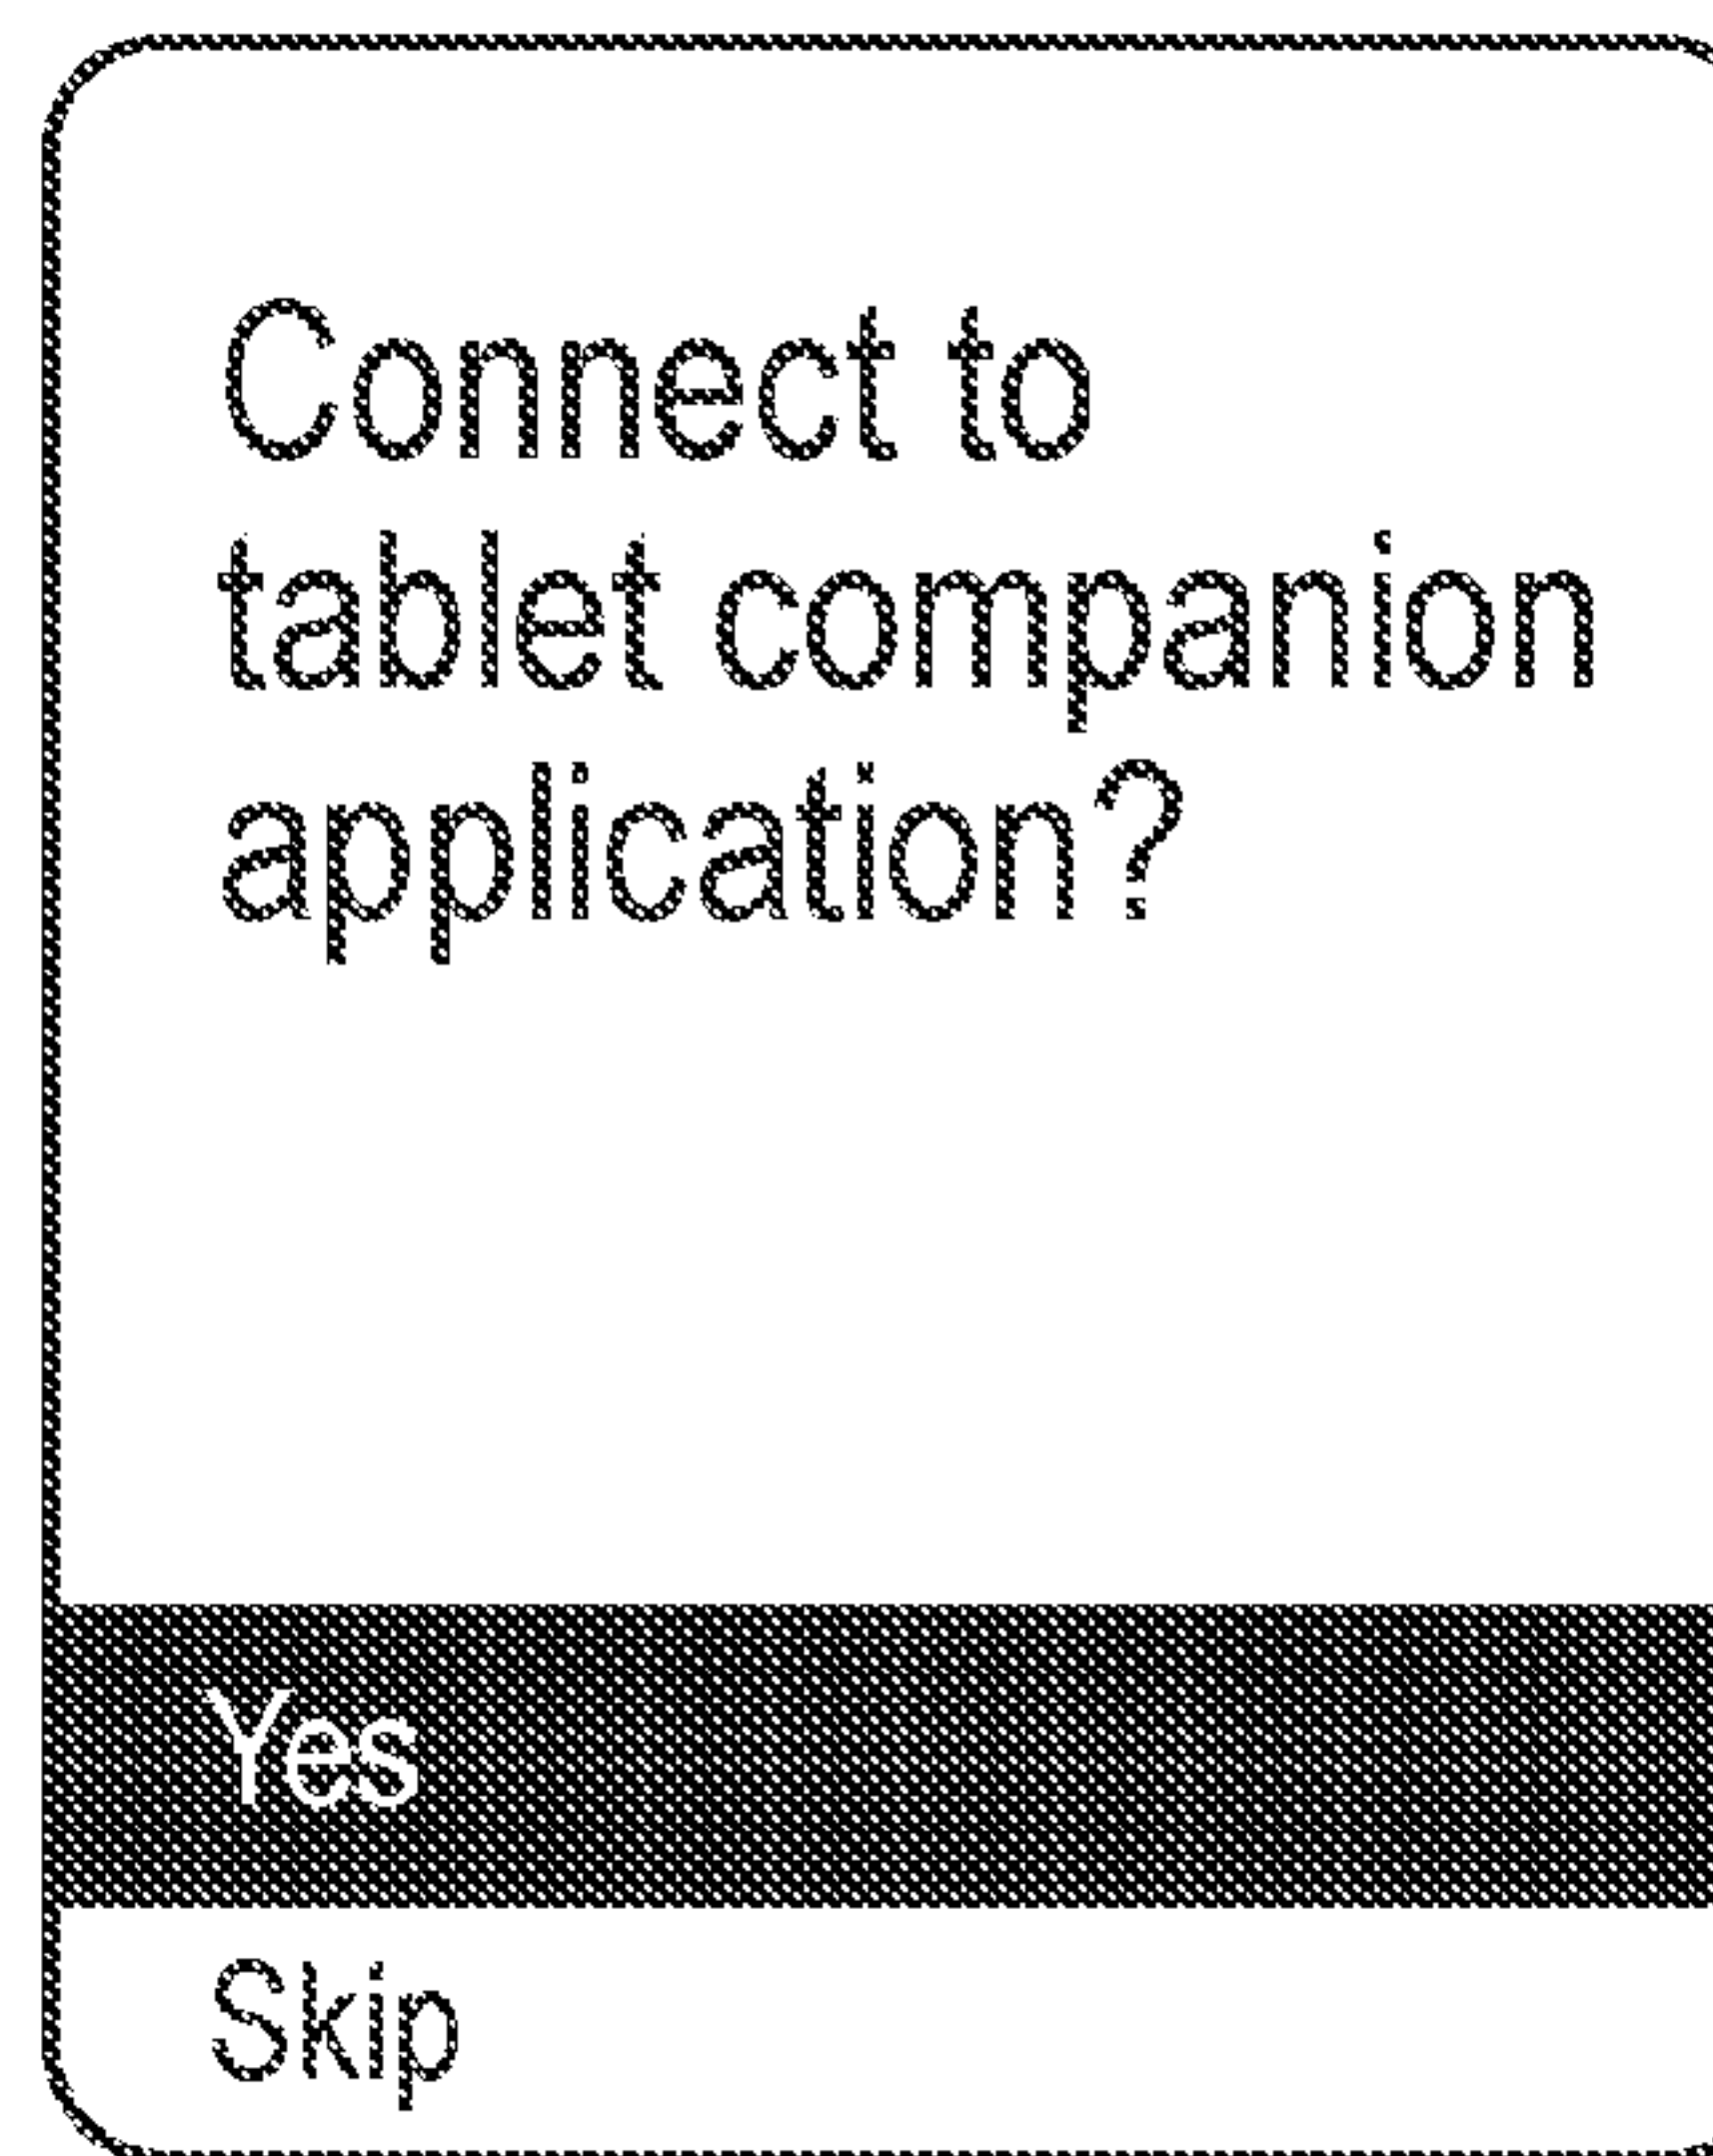 Connect to
tablet companion
application?
Yes
Skip